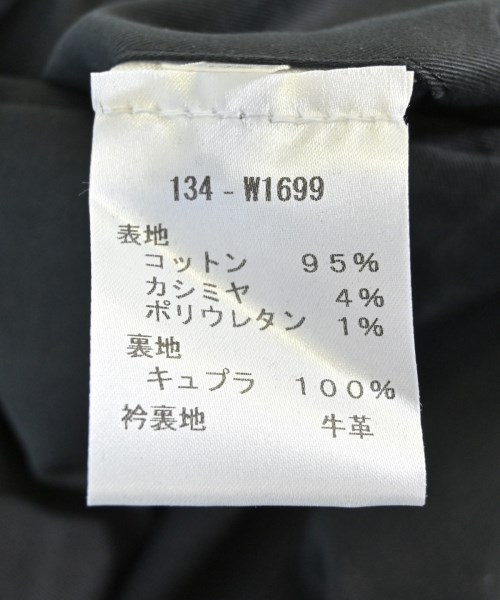 134-W1699
表地
コットン 95%
カシミヤ 4%
ポリウレタン 1%
裏地
キュプラ 100%
衿裏地 牛革